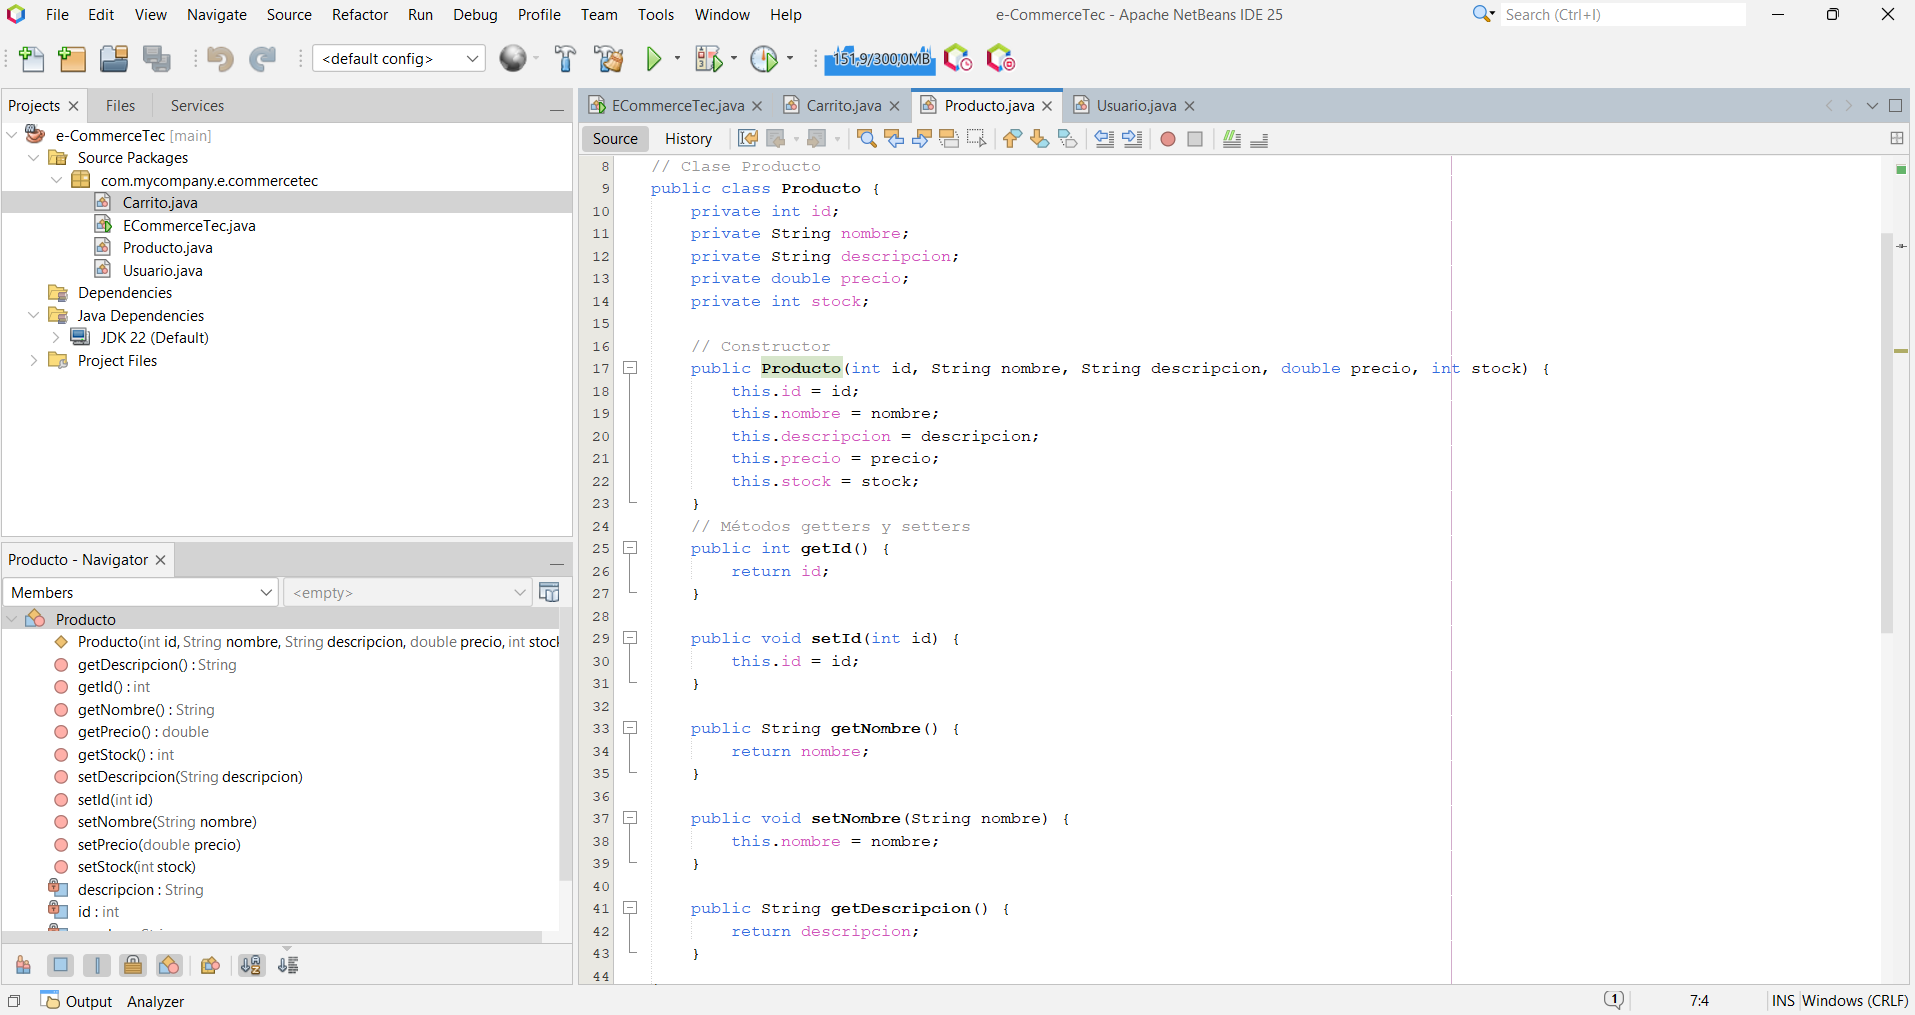 File Edit View Navigate Source Refactor Run Debug Profile Team Tools Window Help
e-CommerceTec - Apache NetBeans IDE 25
Search (Ctrl+I)
<default config>
151,9/300,0MB
Projects Files Services
e-CommerceTec [main]
Source Packages
com.mycompany.e.commercetec
Carrito.java
ECommerceTec.java
Producto.java
Usuario.java
Dependencies
Java Dependencies
JDK 22 (Default)
Project Files
Producto - Navigator
Members
<empty>
Producto
Producto(int id, String nombre, String descripcion, double precio, int stock
getDescripcion() : String
getId() : int
getNombre() : String
getPrecio() : double
getStock() : int
setDescripcion(String descripcion)
setId(int id)
setNombre(String nombre)
setPrecio(double precio)
setStock(int stock)
descripcion : String
id : int
ECommerceTec.java Carrito.java Producto.java Usuario.java
Source History
8 // Clase Producto
9 public class Producto {
10 private int id;
11 private String nombre;
12 private String descripcion;
13 private double precio;
14 private int stock;
15
16 // Constructor
17 public Producto(int id, String nombre, String descripcion, double precio, int stock) {
18 this.id = id;
19 this.nombre = nombre;
20 this.descripcion = descripcion;
21 this.precio = precio;
22 this.stock = stock;
23 }
24 // Métodos getters y setters
25 public int getId() {
26 return id;
27 }
28
29 public void setId(int id) {
30 this.id = id;
31 }
32
33 public String getNombre() {
34 return nombre;
35 }
36
37 public void setNombre(String nombre) {
38 this.nombre = nombre;
39 }
40
41 public String getDescripcion() {
42 return descripcion;
43 }
44
Output Analyzer
1
7:4
INS Windows (CRLF)